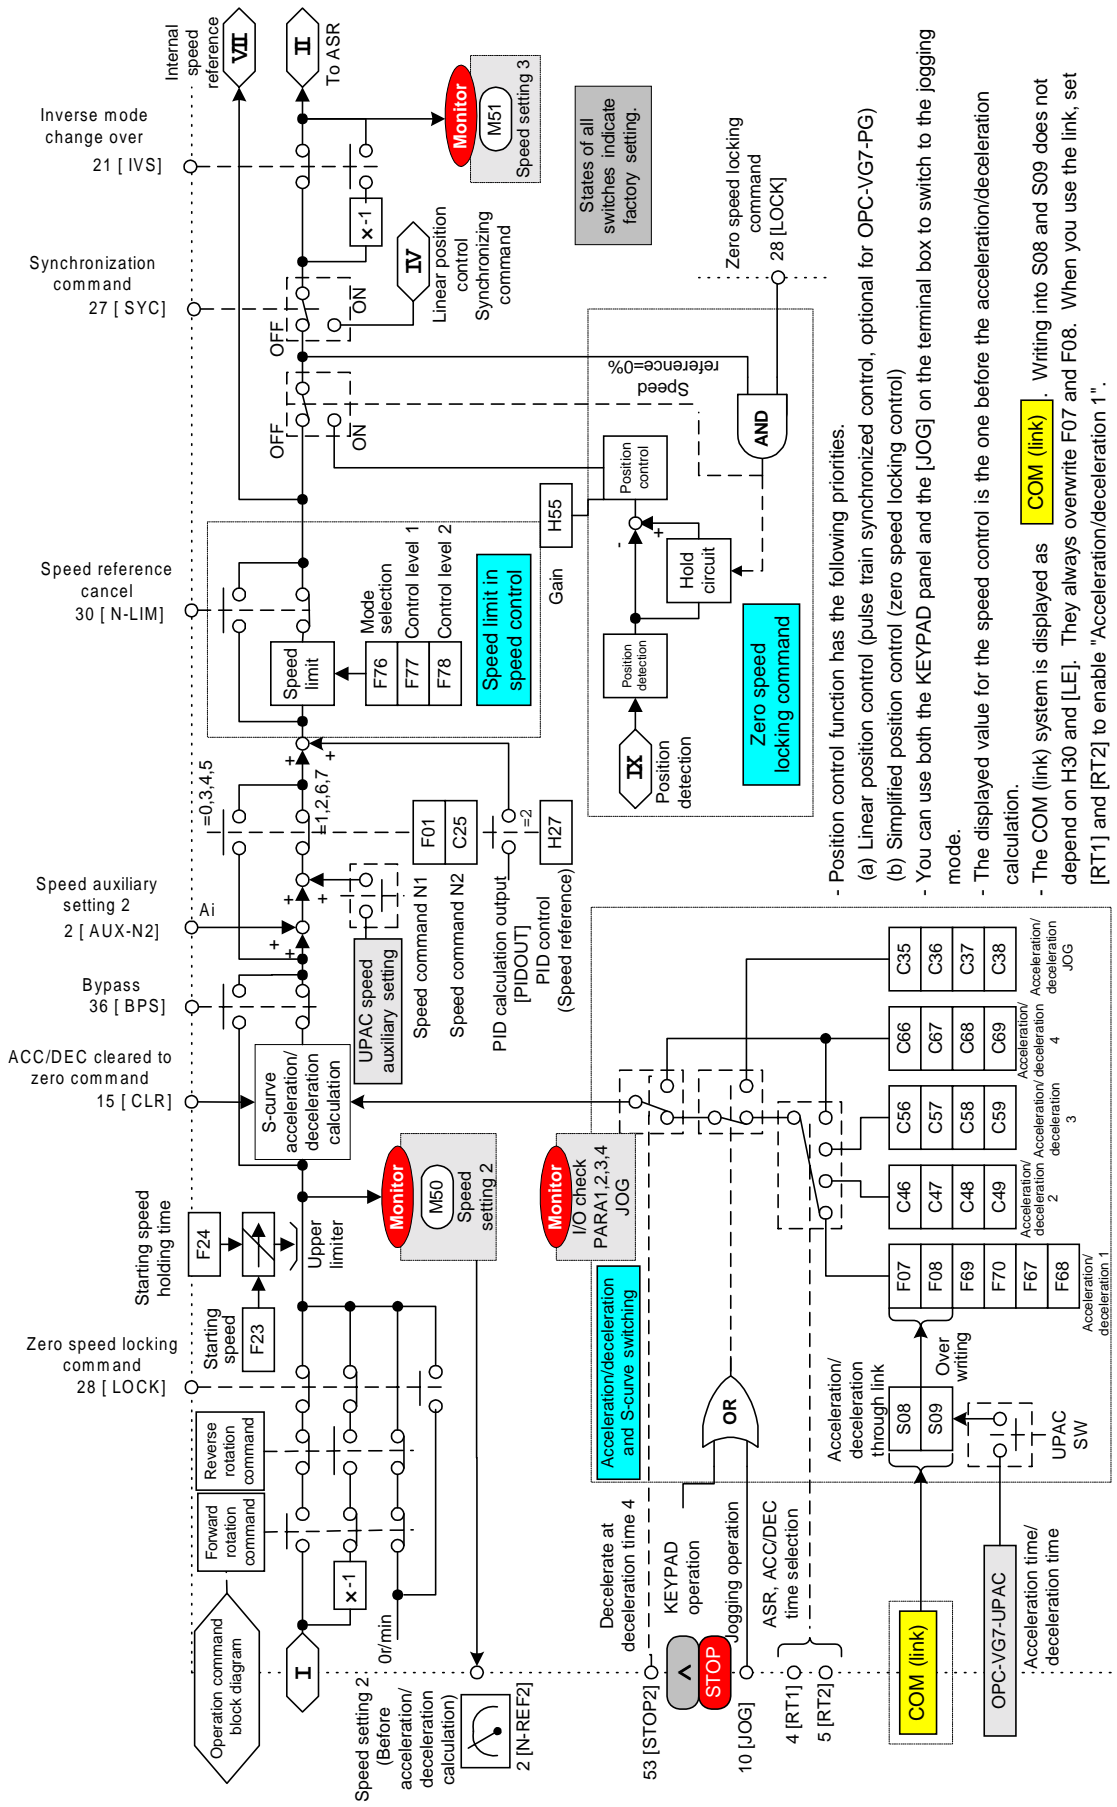 Operation command
block diagram
I
Forward
rotation
command
Reverse
rotation
command
×-1
0r/min
Speed setting 2
(Before
acceleration/
deceleration
calculation)
2 [N-REF2]
Zero speed locking
command
28 [ LOCK]
Starting
speed
F23
Starting speed
holding time
F24
Upper
limiter
Monitor
M50
Speed
setting 2
ACC/DEC cleared to
zero command
15 [ CLR]
S-curve
acceleration/
deceleration
calculation
Bypass
36 [ BPS]
Speed auxiliary
setting 2
2 [ AUX-N2]
Ai
+
+
+
+
UPAC speed
auxiliary setting
=0,3,4,5
=1,2,6,7
F01
C25
Speed command N1
Speed command N2
PID calculation output
[PIDOUT]
PID control
(Speed reference)
=2
H27
+
+
Speed reference
cancel
30 [ N-LIM]
Speed
limit
F76
F77
F78
Mode
selection
Control level 1
Control level 2
Speed limit in
speed control
OFF
ON
Synchronization
command
27 [ SYC]
OFF
ON
IV
Linear position
control
Synchronizing
command
Inverse mode
change over
21 [ IVS]
×-1
Internal
speed
reference
VII
II
To ASR
Monitor
M51
Speed setting 3
States of all
switches indicate
factory setting.
Gain
H55
IX
Position
detection
Position
detection
Hold
circuit
-
+
Position
control
Speed
reference=0%
AND
Zero speed
locking command
Zero speed locking
command
28 [LOCK]
Monitor
I/O check
PARA1,2,3,4
JOG
Acceleration/deceleration
and S-curve switching
Decelerate at
deceleration time 4
53 [STOP2]
KEYPAD
operation
∧
STOP
Jogging operation
10 [JOG]
OR
ASR, ACC/DEC
time selection
4 [RT1]
5 [RT2]
COM (link)
OPC-VG7-UPAC
Acceleration time/
deceleration time
UPAC
SW
Acceleration/
deceleration
through link
S08
S09
Over
writing
F07
F08
F69
F70
F67
F68
Acceleration/
deceleration 1
C46
C47
C48
C49
Acceleration/
deceleration
2
C56
C57
C58
C59
Acceleration/ deceleration
3
C66
C67
C68
C69
Acceleration/
deceleration
4
C35
C36
C37
C38
Acceleration/
deceleration
JOG
- Position control function has the following priorities.
(a) Linear position control (pulse train synchronized control, optional for OPC-VG7-PG)
(b) Simplified position control (zero speed locking control)
- You can use both the KEYPAD panel and the [JOG] on the terminal box to switch to the jogging
mode.
- The displayed value for the speed control is the one before the acceleration/deceleration
calculation.
- The COM (link) system is displayed as COM (link) . Writing into S08 and S09 does not
depend on H30 and [LE]. They always overwrite F07 and F08. When you use the link, set
[RT1] and [RT2] to enable "Acceleration/deceleration 1".